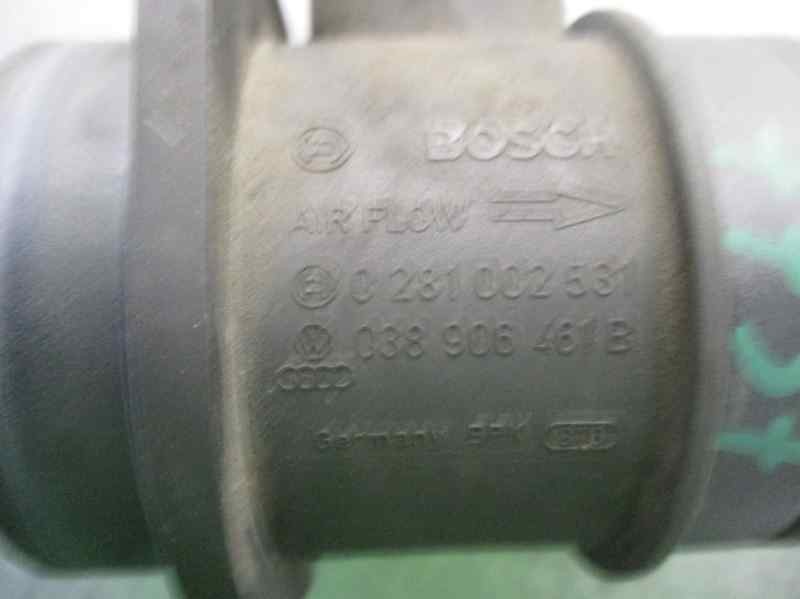 BOSCH
AIR FLOW
0 281 002 531
038 906 461 B
Germany